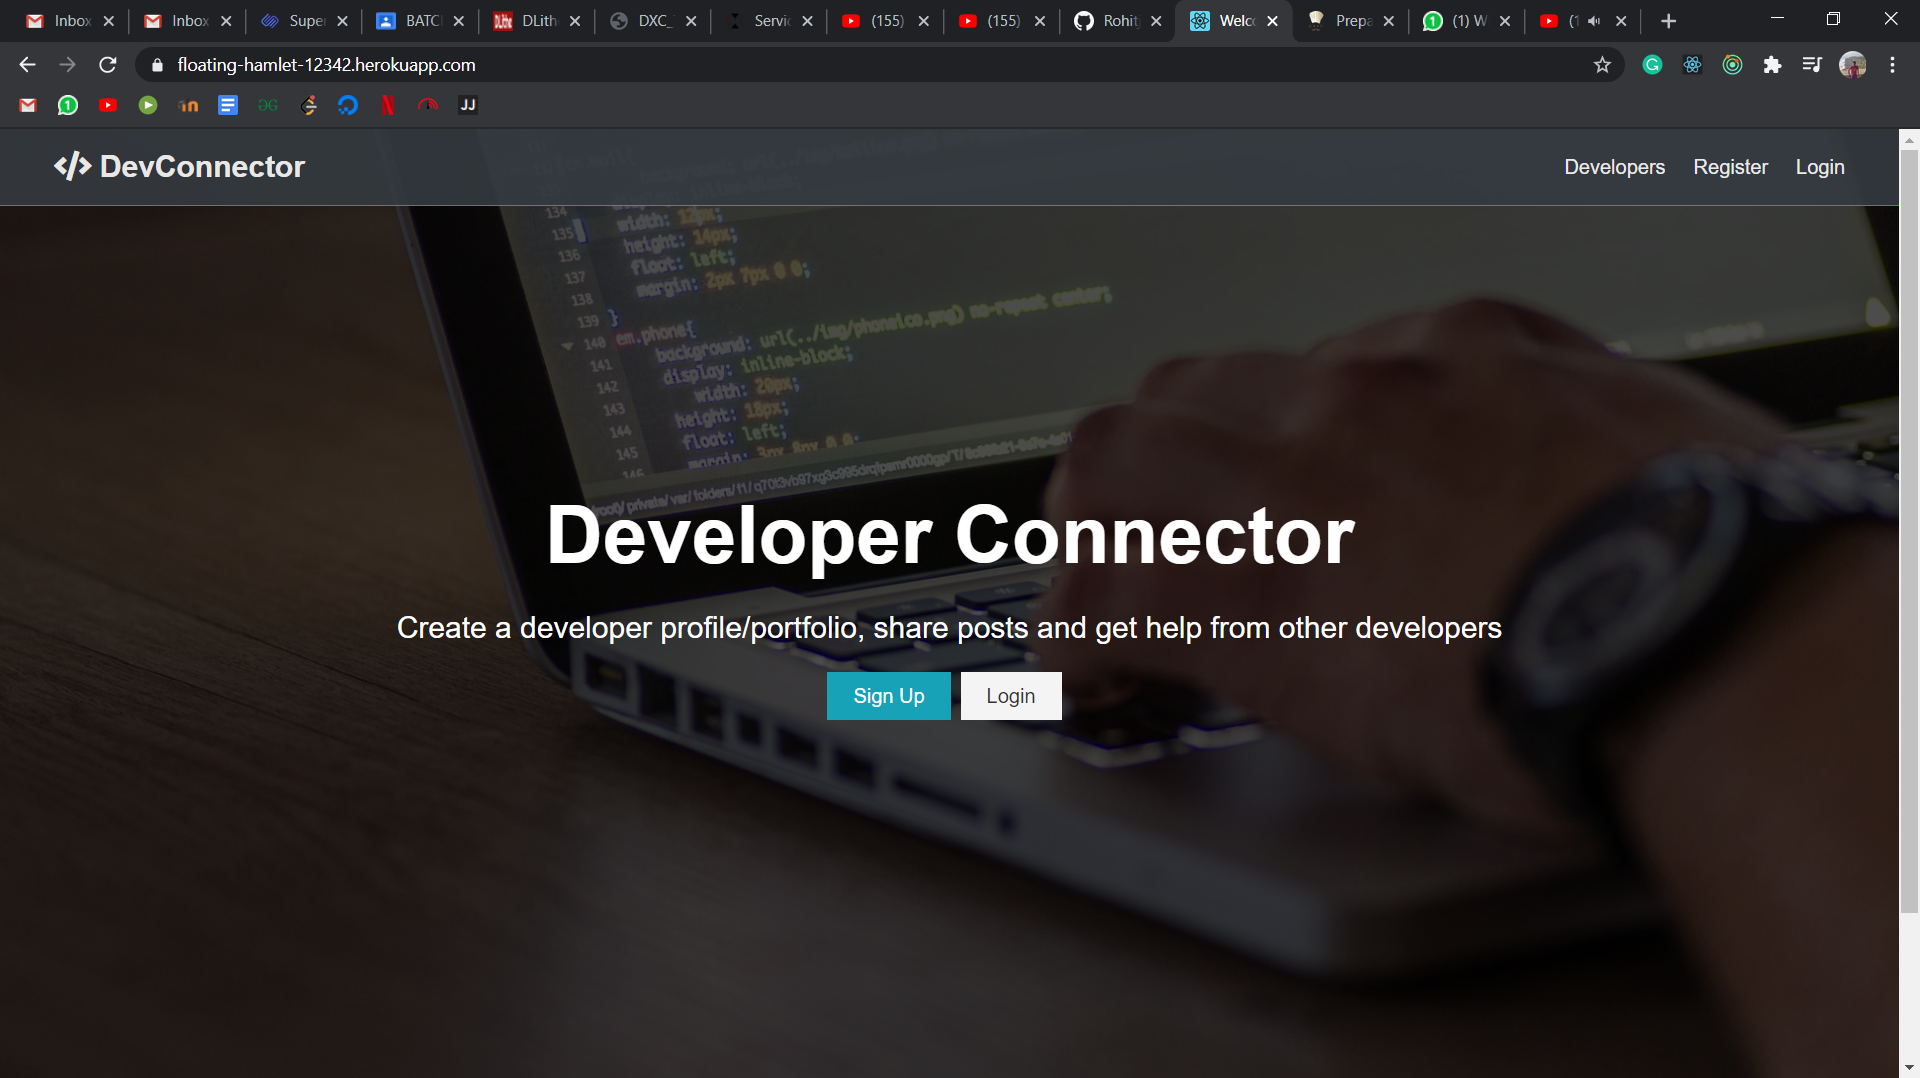 Inbox Inbox Super BATC DLith DXC_ Servic (155) (155) Rohit Welco Prepa (1) W (1
floating-hamlet-12342.herokuapp.com
JJ
</> DevConnector Developers Register Login
134
135 width: 12px;
136 height: 14px;
137 float: left;
138 margin: 2px 7px 0 0;
139 }
140 em.phone{
141 background: url(../img/phoneico.png) no-repeat center;
142 display: inline-block;
143 width: 20px;
144 height: 18px;
145 float: left;
146 margin: 3px 8px 0 0;
Developer Connector
Create a developer profile/portfolio, share posts and get help from other developers
Sign Up Login